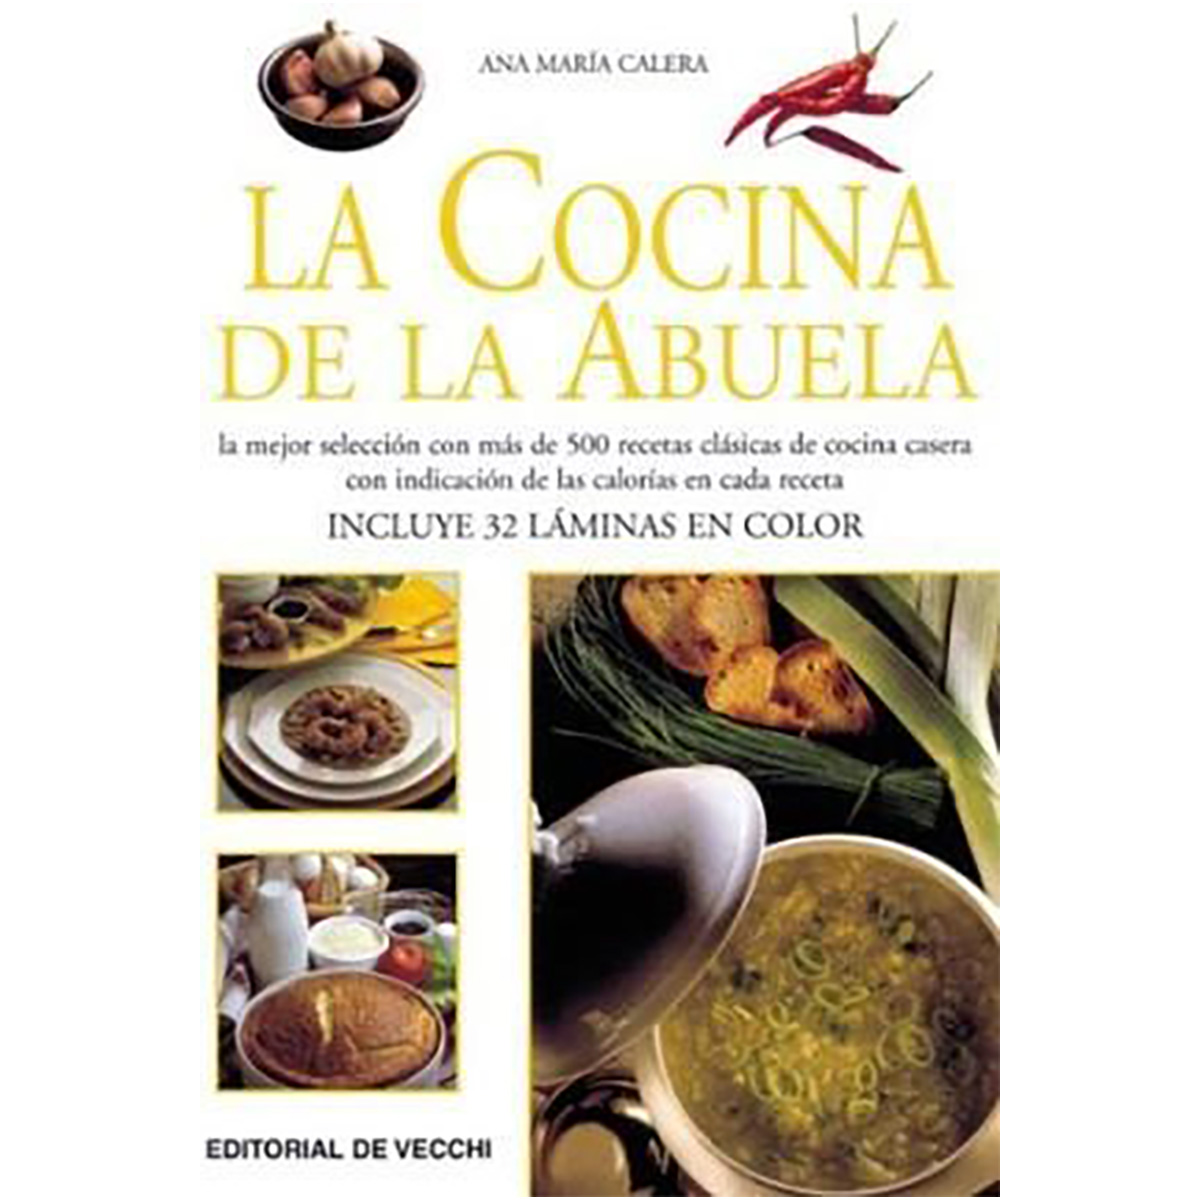 ANA MARÍA CALERA
LA COCINA
DE LA ABUELA
la mejor selección con más de 500 recetas clásicas de cocina casera
con indicación de las calorías en cada receta
INCLUYE 32 LÁMINAS EN COLOR
EDITORIAL DE VECCHI